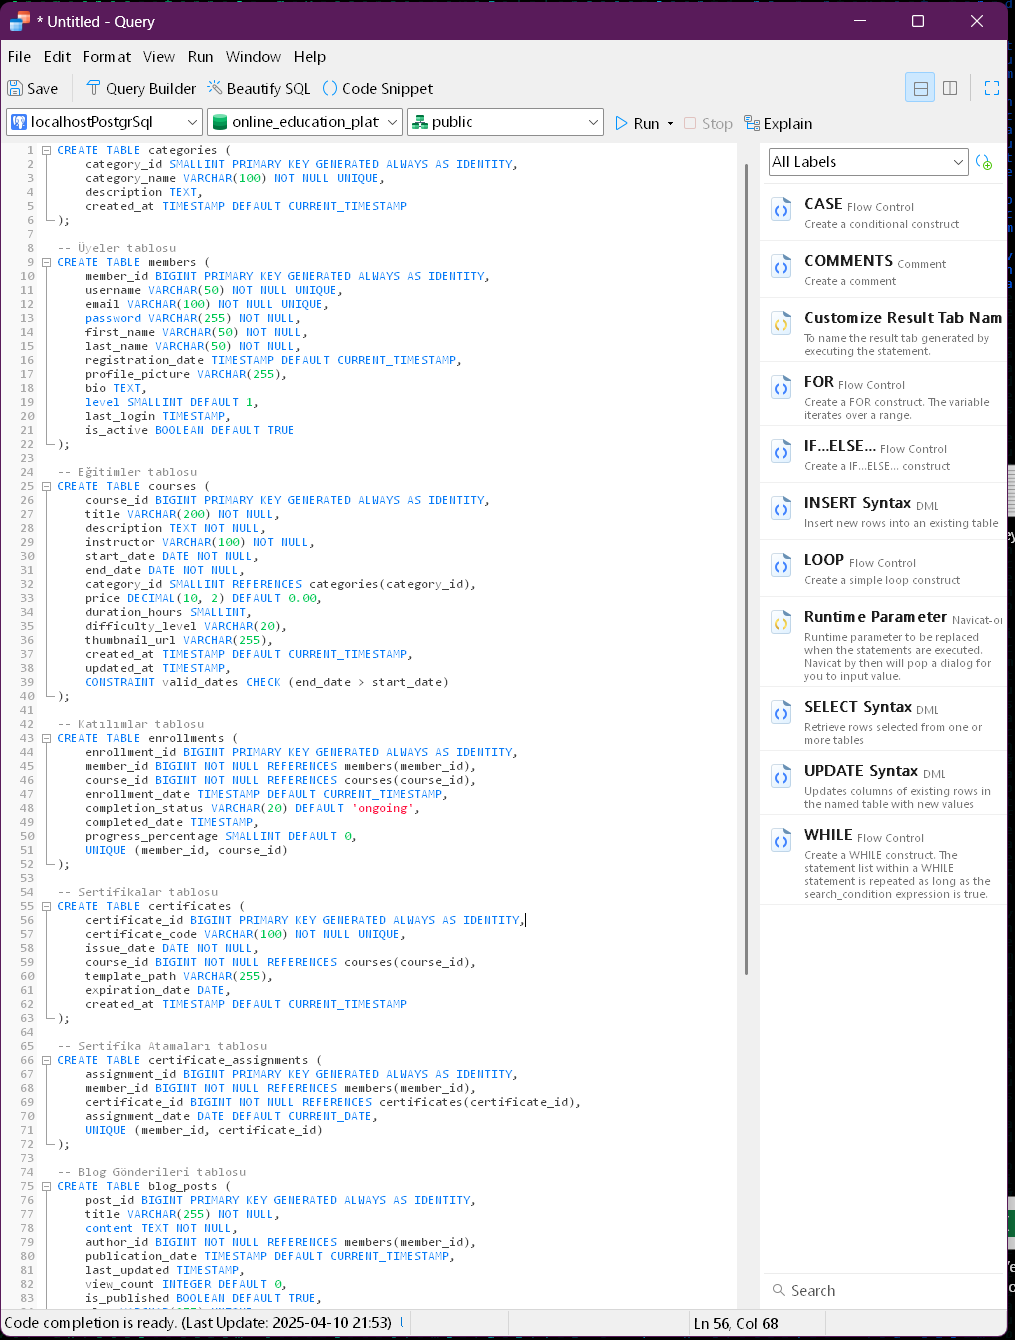 * Untitled - Query
File Edit Format View Run Window Help
Save Query Builder Beautify SQL Code Snippet
localhostPostgrSql online_education_plat public Run Stop Explain
1 CREATE TABLE categories (
2 category_id SMALLINT PRIMARY KEY GENERATED ALWAYS AS IDENTITY,
3 category_name VARCHAR(100) NOT NULL UNIQUE,
4 description TEXT,
5 created_at TIMESTAMP DEFAULT CURRENT_TIMESTAMP
6 );
7
8 -- Üyeler tablosu
9 CREATE TABLE members (
10 member_id BIGINT PRIMARY KEY GENERATED ALWAYS AS IDENTITY,
11 username VARCHAR(50) NOT NULL UNIQUE,
12 email VARCHAR(100) NOT NULL UNIQUE,
13 password VARCHAR(255) NOT NULL,
14 first_name VARCHAR(50) NOT NULL,
15 last_name VARCHAR(50) NOT NULL,
16 registration_date TIMESTAMP DEFAULT CURRENT_TIMESTAMP,
17 profile_picture VARCHAR(255),
18 bio TEXT,
19 level SMALLINT DEFAULT 1,
20 last_login TIMESTAMP,
21 is_active BOOLEAN DEFAULT TRUE
22 );
23
24 -- Eğitimler tablosu
25 CREATE TABLE courses (
26 course_id BIGINT PRIMARY KEY GENERATED ALWAYS AS IDENTITY,
27 title VARCHAR(200) NOT NULL,
28 description TEXT NOT NULL,
29 instructor VARCHAR(100) NOT NULL,
30 start_date DATE NOT NULL,
31 end_date DATE NOT NULL,
32 category_id SMALLINT REFERENCES categories(category_id),
33 price DECIMAL(10, 2) DEFAULT 0.00,
34 duration_hours SMALLINT,
35 difficulty_level VARCHAR(20),
36 thumbnail_url VARCHAR(255),
37 created_at TIMESTAMP DEFAULT CURRENT_TIMESTAMP,
38 updated_at TIMESTAMP,
39 CONSTRAINT valid_dates CHECK (end_date > start_date)
40 );
41
42 -- Katılımlar tablosu
43 CREATE TABLE enrollments (
44 enrollment_id BIGINT PRIMARY KEY GENERATED ALWAYS AS IDENTITY,
45 member_id BIGINT NOT NULL REFERENCES members(member_id),
46 course_id BIGINT NOT NULL REFERENCES courses(course_id),
47 enrollment_date TIMESTAMP DEFAULT CURRENT_TIMESTAMP,
48 completion_status VARCHAR(20) DEFAULT 'ongoing',
49 completed_date TIMESTAMP,
50 progress_percentage SMALLINT DEFAULT 0,
51 UNIQUE (member_id, course_id)
52 );
53
54 -- Sertifikalar tablosu
55 CREATE TABLE certificates (
56 certificate_id BIGINT PRIMARY KEY GENERATED ALWAYS AS IDENTITY,
57 certificate_code VARCHAR(100) NOT NULL UNIQUE,
58 issue_date DATE NOT NULL,
59 course_id BIGINT NOT NULL REFERENCES courses(course_id),
60 template_path VARCHAR(255),
61 expiration_date DATE,
62 created_at TIMESTAMP DEFAULT CURRENT_TIMESTAMP
63 );
64
65 -- Sertifika Atamaları tablosu
66 CREATE TABLE certificate_assignments (
67 assignment_id BIGINT PRIMARY KEY GENERATED ALWAYS AS IDENTITY,
68 member_id BIGINT NOT NULL REFERENCES members(member_id),
69 certificate_id BIGINT NOT NULL REFERENCES certificates(certificate_id),
70 assignment_date DATE DEFAULT CURRENT_DATE,
71 UNIQUE (member_id, certificate_id)
72 );
73
74 -- Blog Gönderileri tablosu
75 CREATE TABLE blog_posts (
76 post_id BIGINT PRIMARY KEY GENERATED ALWAYS AS IDENTITY,
77 title VARCHAR(255) NOT NULL,
78 content TEXT NOT NULL,
79 author_id BIGINT NOT NULL REFERENCES members(member_id),
80 publication_date TIMESTAMP DEFAULT CURRENT_TIMESTAMP,
81 last_updated TIMESTAMP,
82 view_count INTEGER DEFAULT 0,
83 is_published BOOLEAN DEFAULT TRUE,
All Labels
CASE Flow Control
Create a conditional construct
COMMENTS Comment
Create a comment
Customize Result Tab Nam
To name the result tab generated by
executing the statement.
FOR Flow Control
Create a FOR construct. The variable
iterates over a range.
IF...ELSE... Flow Control
Create a IF...ELSE... construct
INSERT Syntax DML
Insert new rows into an existing table
LOOP Flow Control
Create a simple loop construct
Runtime Parameter Navicat-o
Runtime parameter to be replaced
when the statements are executed.
Navicat by then will pop a dialog for
you to input value.
SELECT Syntax DML
Retrieve rows selected from one or
more tables
UPDATE Syntax DML
Updates columns of existing rows in
the named table with new values
WHILE Flow Control
Create a WHILE construct. The
statement list within a WHILE
statement is repeated as long as the
search_condition expression is true.
Search
Code completion is ready. (Last Update: 2025-04-10 21:53)
Ln 56, Col 68